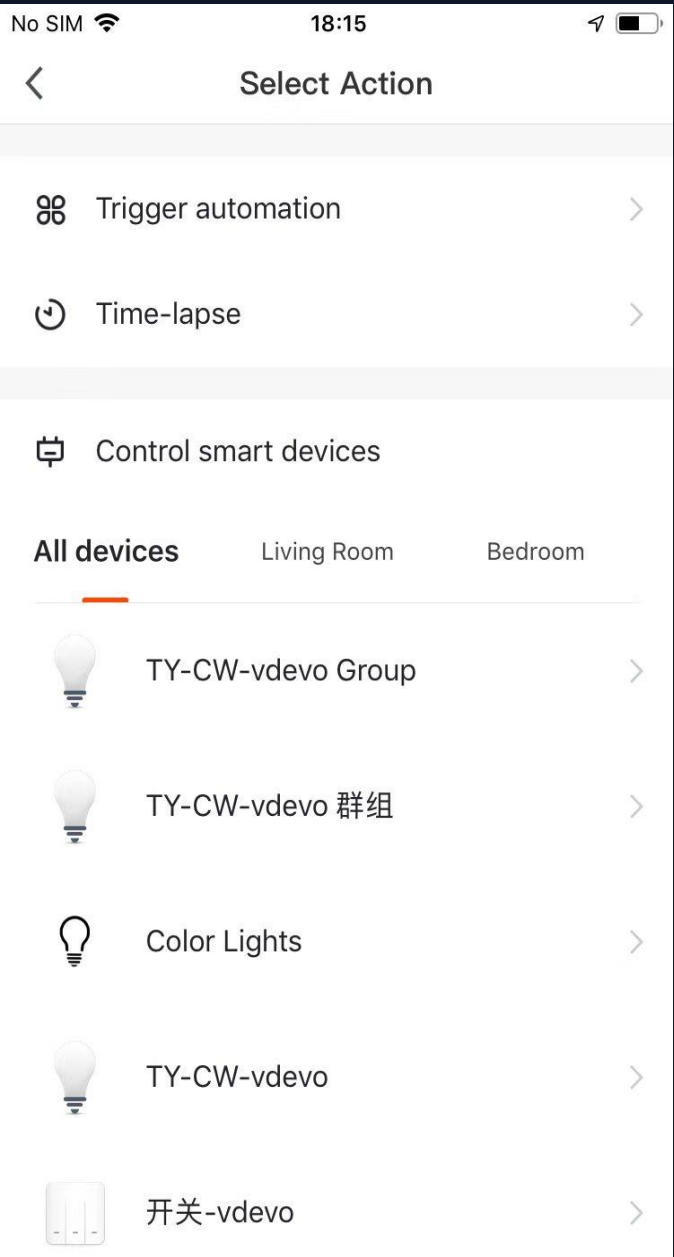 No SIM 18:15
Select Action
Trigger automation
Time-lapse
Control smart devices
All devices Living Room Bedroom
TY-CW-vdevo Group
TY-CW-vdevo 群组
Color Lights
TY-CW-vdevo
开关-vdevo